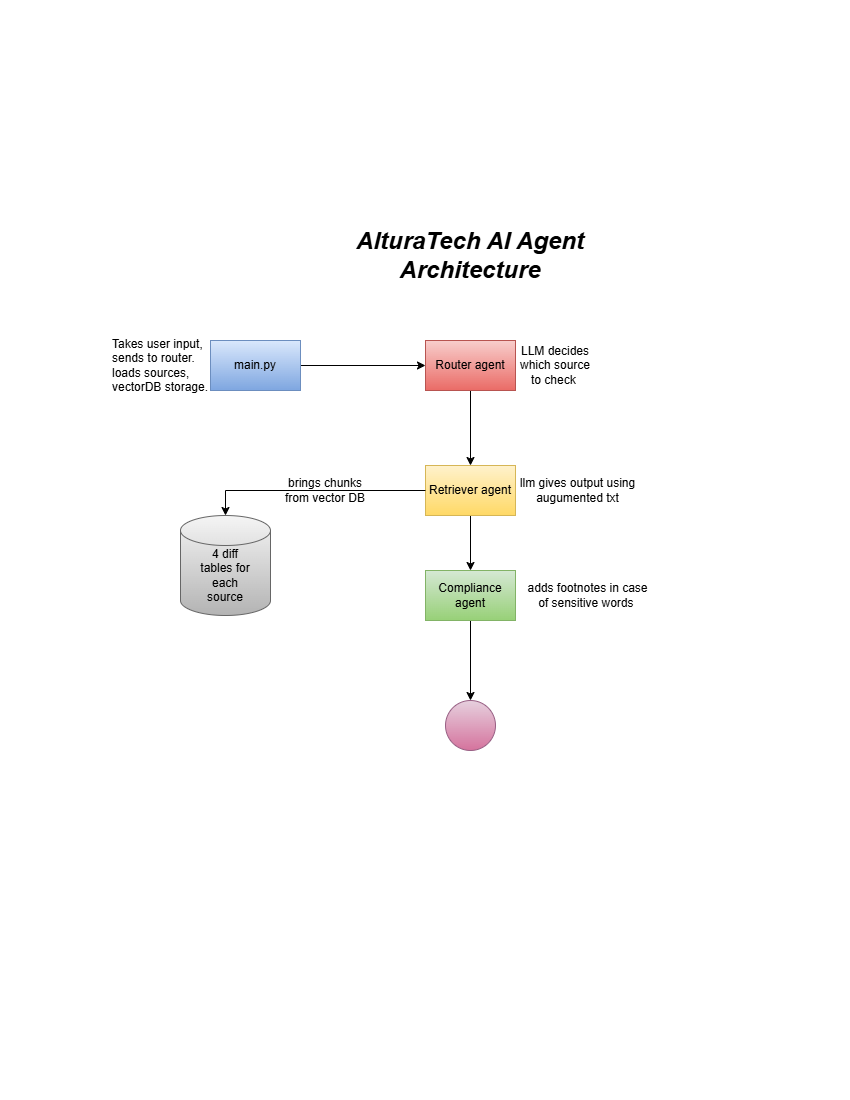 AlturaTech AI Agent
Architecture
Takes user input,
sends to router.
loads sources,
vectorDB storage.
main.py
Router agent
LLM decides
which source
to check
brings chunks
from vector DB
Retriever agent
llm gives output using
augumented txt
4 diff
tables for
each
source
Compliance
agent
adds footnotes in case
of sensitive words